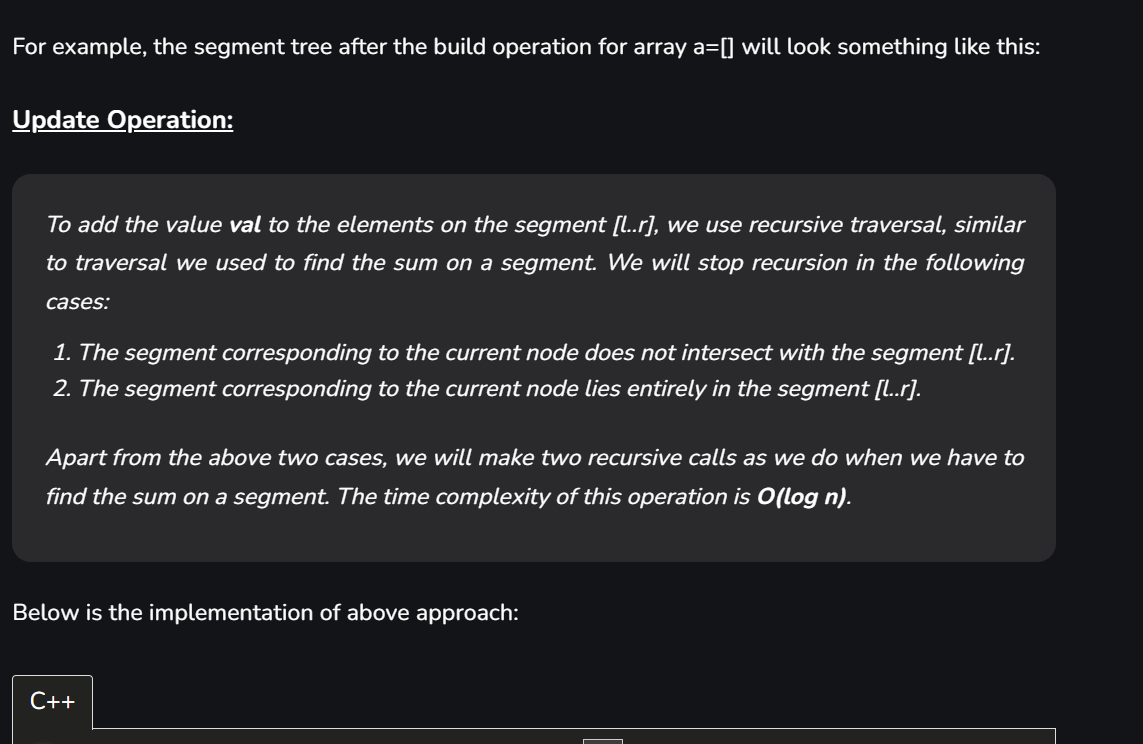 For example, the segment tree after the build operation for array a=[] will look something like this:
Update Operation:
To add the value val to the elements on the segment [l..r], we use recursive traversal, similar
to traversal we used to find the sum on a segment. We will stop recursion in the following
cases:
1. The segment corresponding to the current node does not intersect with the segment [l..r].
2. The segment corresponding to the current node lies entirely in the segment [l..r].
Apart from the above two cases, we will make two recursive calls as we do when we have to
find the sum on a segment. The time complexity of this operation is O(log n).
Below is the implementation of above approach:
C++